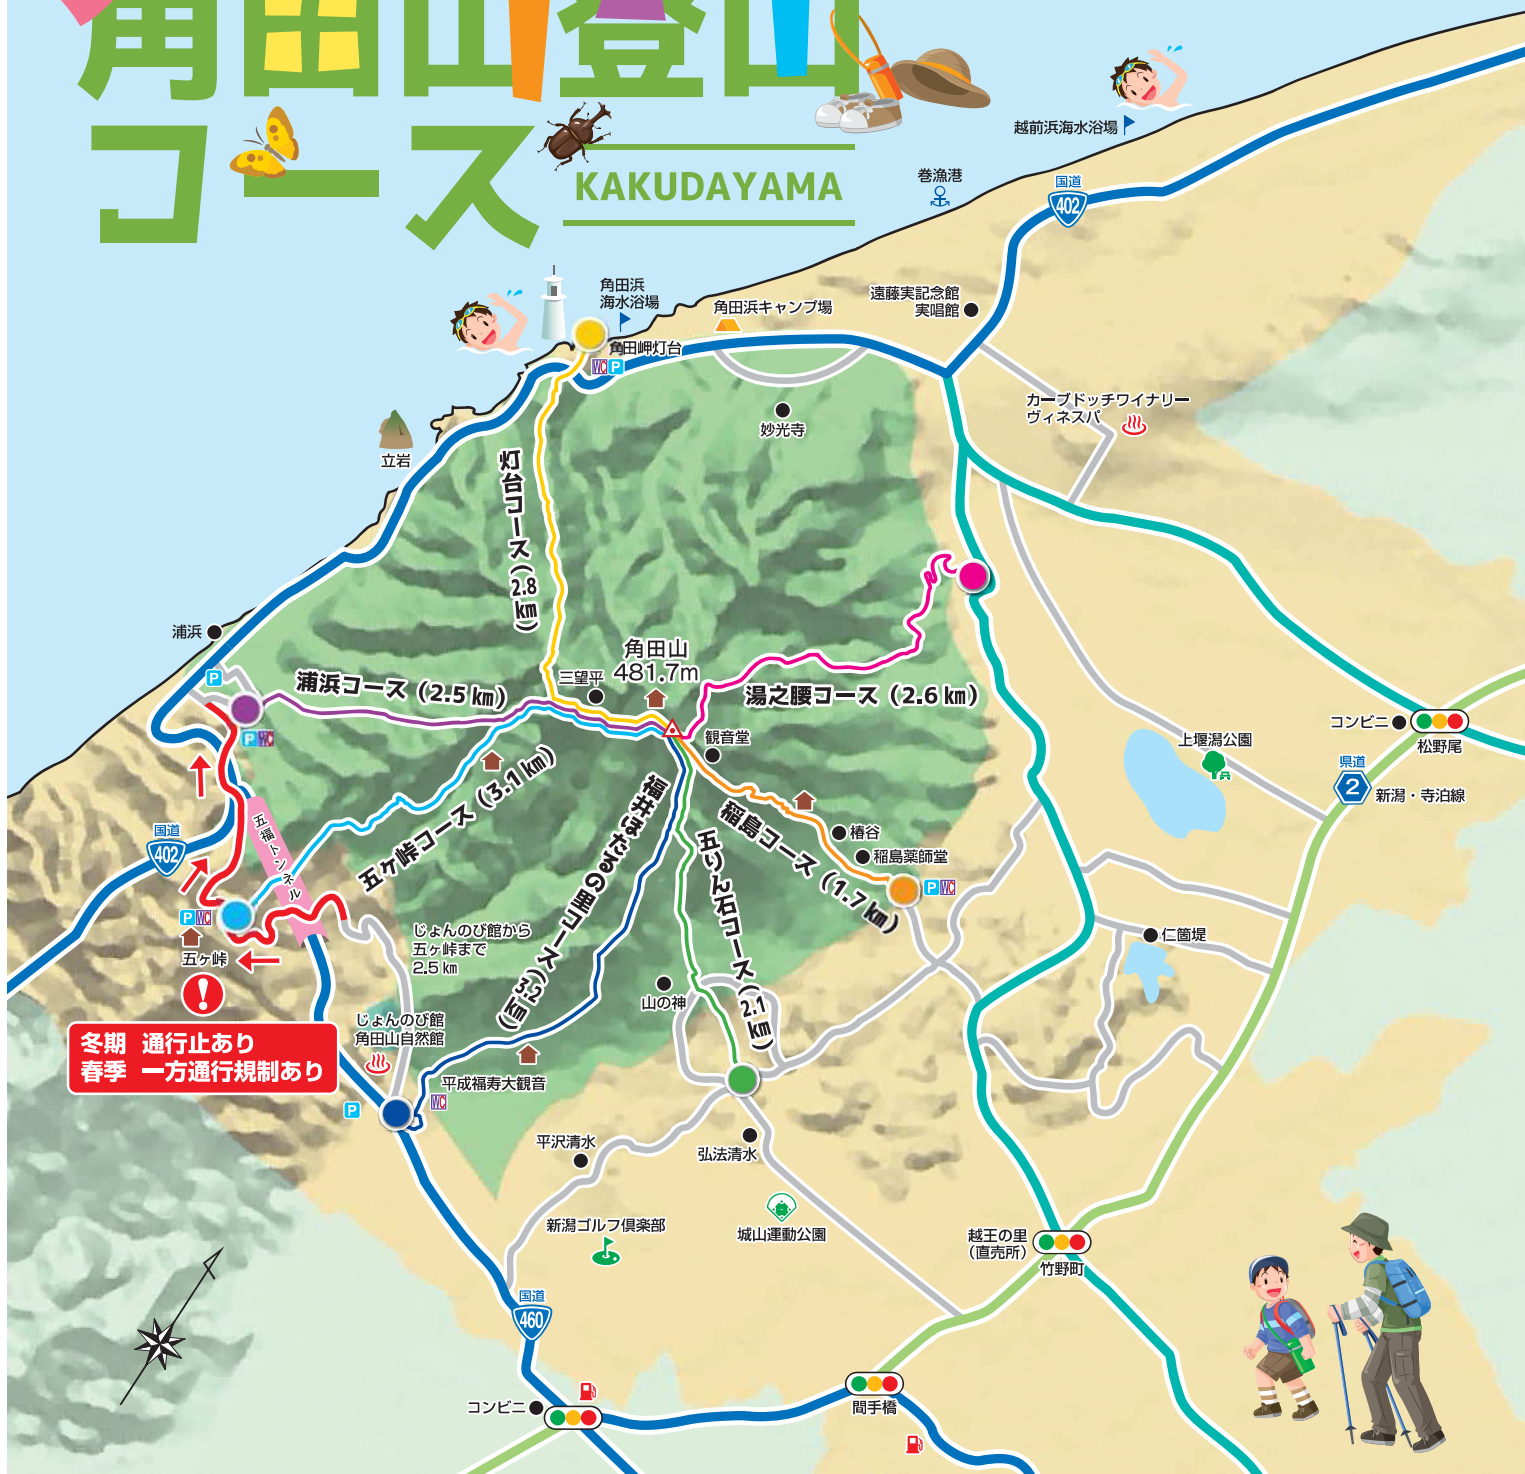 角田山登山
コース
KAKUDAYAMA
越前浜海水浴場
巻漁港
国道
402
角田浜
海水浴場
角田浜キャンプ場
遠藤実記念館
実唱館
角田岬灯台
WC P
カーブドッチワイナリー
ヴィネスパ
妙光寺
立岩
灯台コース(2.8km)
浦浜
P
角田山
481.7m
三望平
浦浜コース(2.5km)
湯之腰コース(2.6km)
P WC
観音堂
コンビニ
松野尾
上堰潟公園
県道
2
新潟・寺泊線
五ヶ峠コース(3.1km)
福井ほたるの里コース(3.2km)
五りん石コース(2.1km)
稲島コース(1.7km)
椿谷
稲島薬師堂
P WC
国道
402
五福トンネル
P WC
五ヶ峠
じょんのび館から
五ヶ峠まで
2.5km
仁箇堤
山の神
!
冬期 通行止あり
春季 一方通行規制あり
じょんのび館
角田山自然館
平成福寿大観音
P
WC
平沢清水
弘法清水
新潟ゴルフ倶楽部
城山運動公園
越王の里
(直売所)
竹野町
国道
460
コンビニ
間手橋